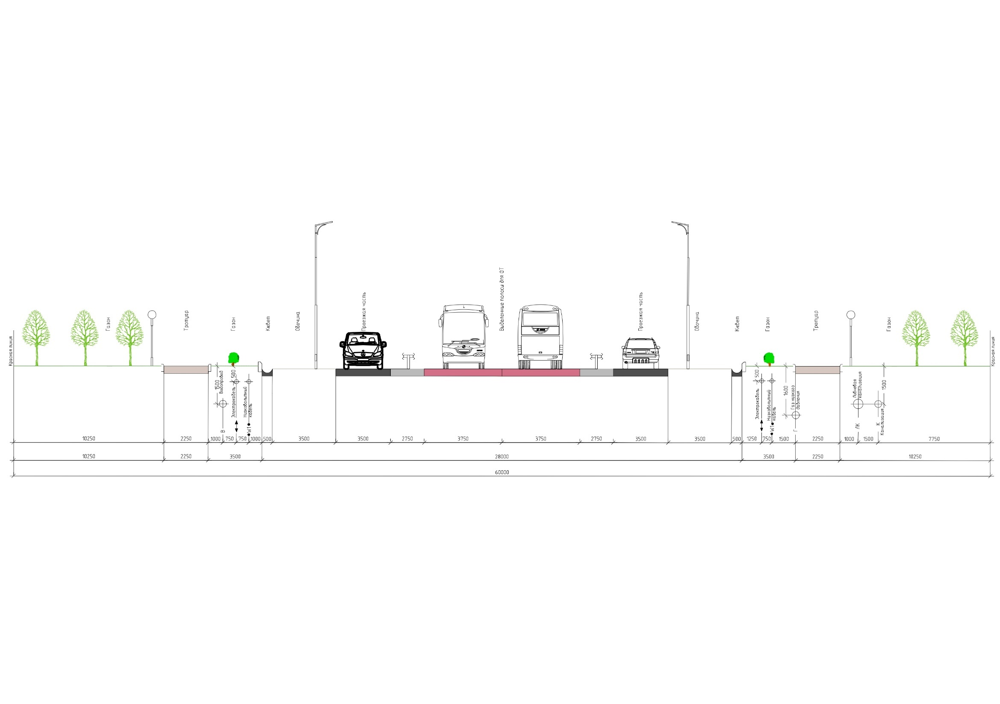 Красная линия
Газон
Тротуар
Газон
Кювет
Обочина
Проезжая часть
Выделенные полосы для ОТ
Проезжая часть
Обочина
Кювет
Газон
Тротуар
Газон
Красная линия
1500
Водопровод
В
500
Электрокабель
Низковольтный
кабель
W1
500
Электрокабель
Низковольтный
кабель
W1
1600
Газ низкого
давления
Г
Ливневая
канализация
ЛК
1500
К
Канализация
10250
2250
1000
750
750
1000
500
3500
3500
2750
3750
3750
2750
3500
3500
500
1250
750
1500
2250
1000
1500
7750
10250
2250
3500
28000
3500
2250
10250
60000